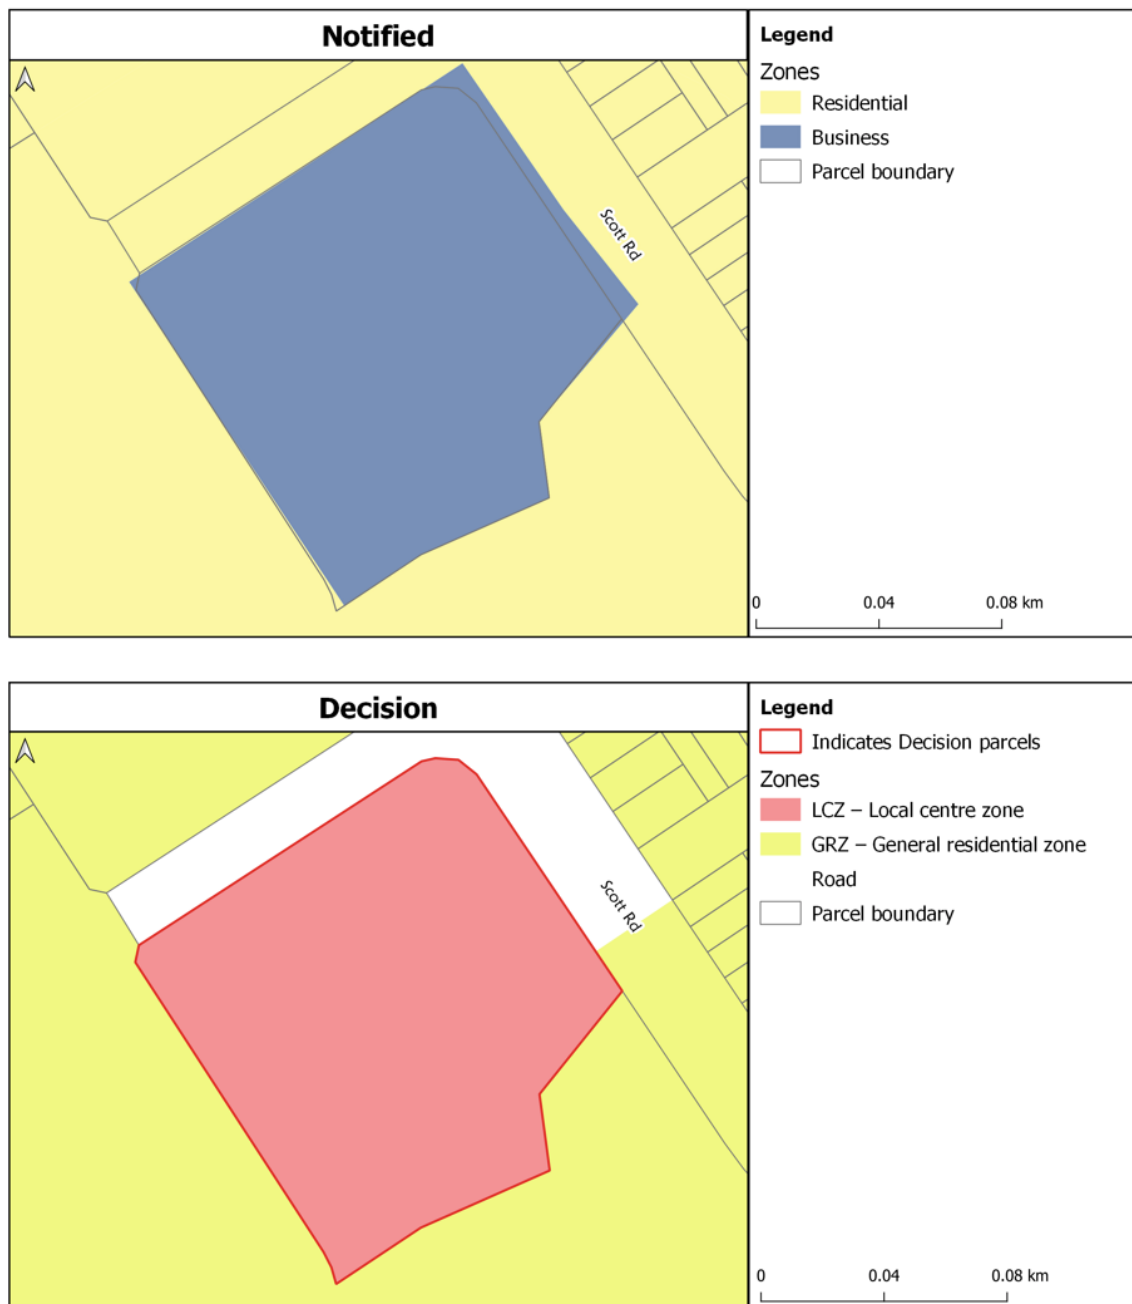 Notified
Legend
Zones
Residential
Business
Parcel boundary
Scott Rd
0 0.04 0.08 km
Decision
Legend
Indicates Decision parcels
Zones
LCZ – Local centre zone
GRZ – General residential zone
Road
Parcel boundary
Scott Rd
0 0.04 0.08 km